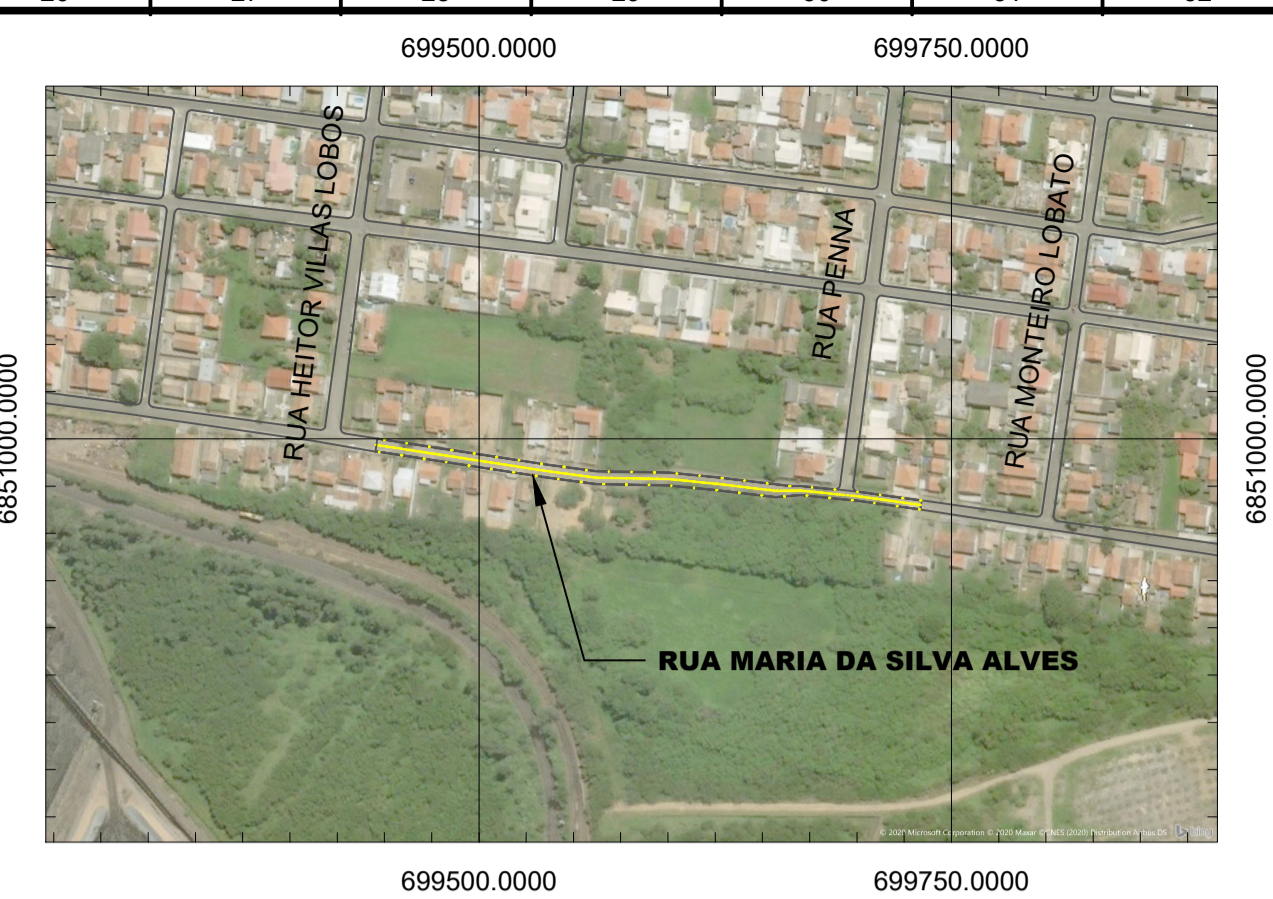 699500.0000
699750.0000
RUA HEITOR VILLAS LOBOS
RUA PENNA
RUA MONTEIRO LOBATO
6851000.0000
6851000.0000
RUA MARIA DA SILVA ALVES
© 2020 Microsoft Corporation © 2020 Maxar ©CNES (2020) Distribution Airbus DS
bing
699500.0000
699750.0000